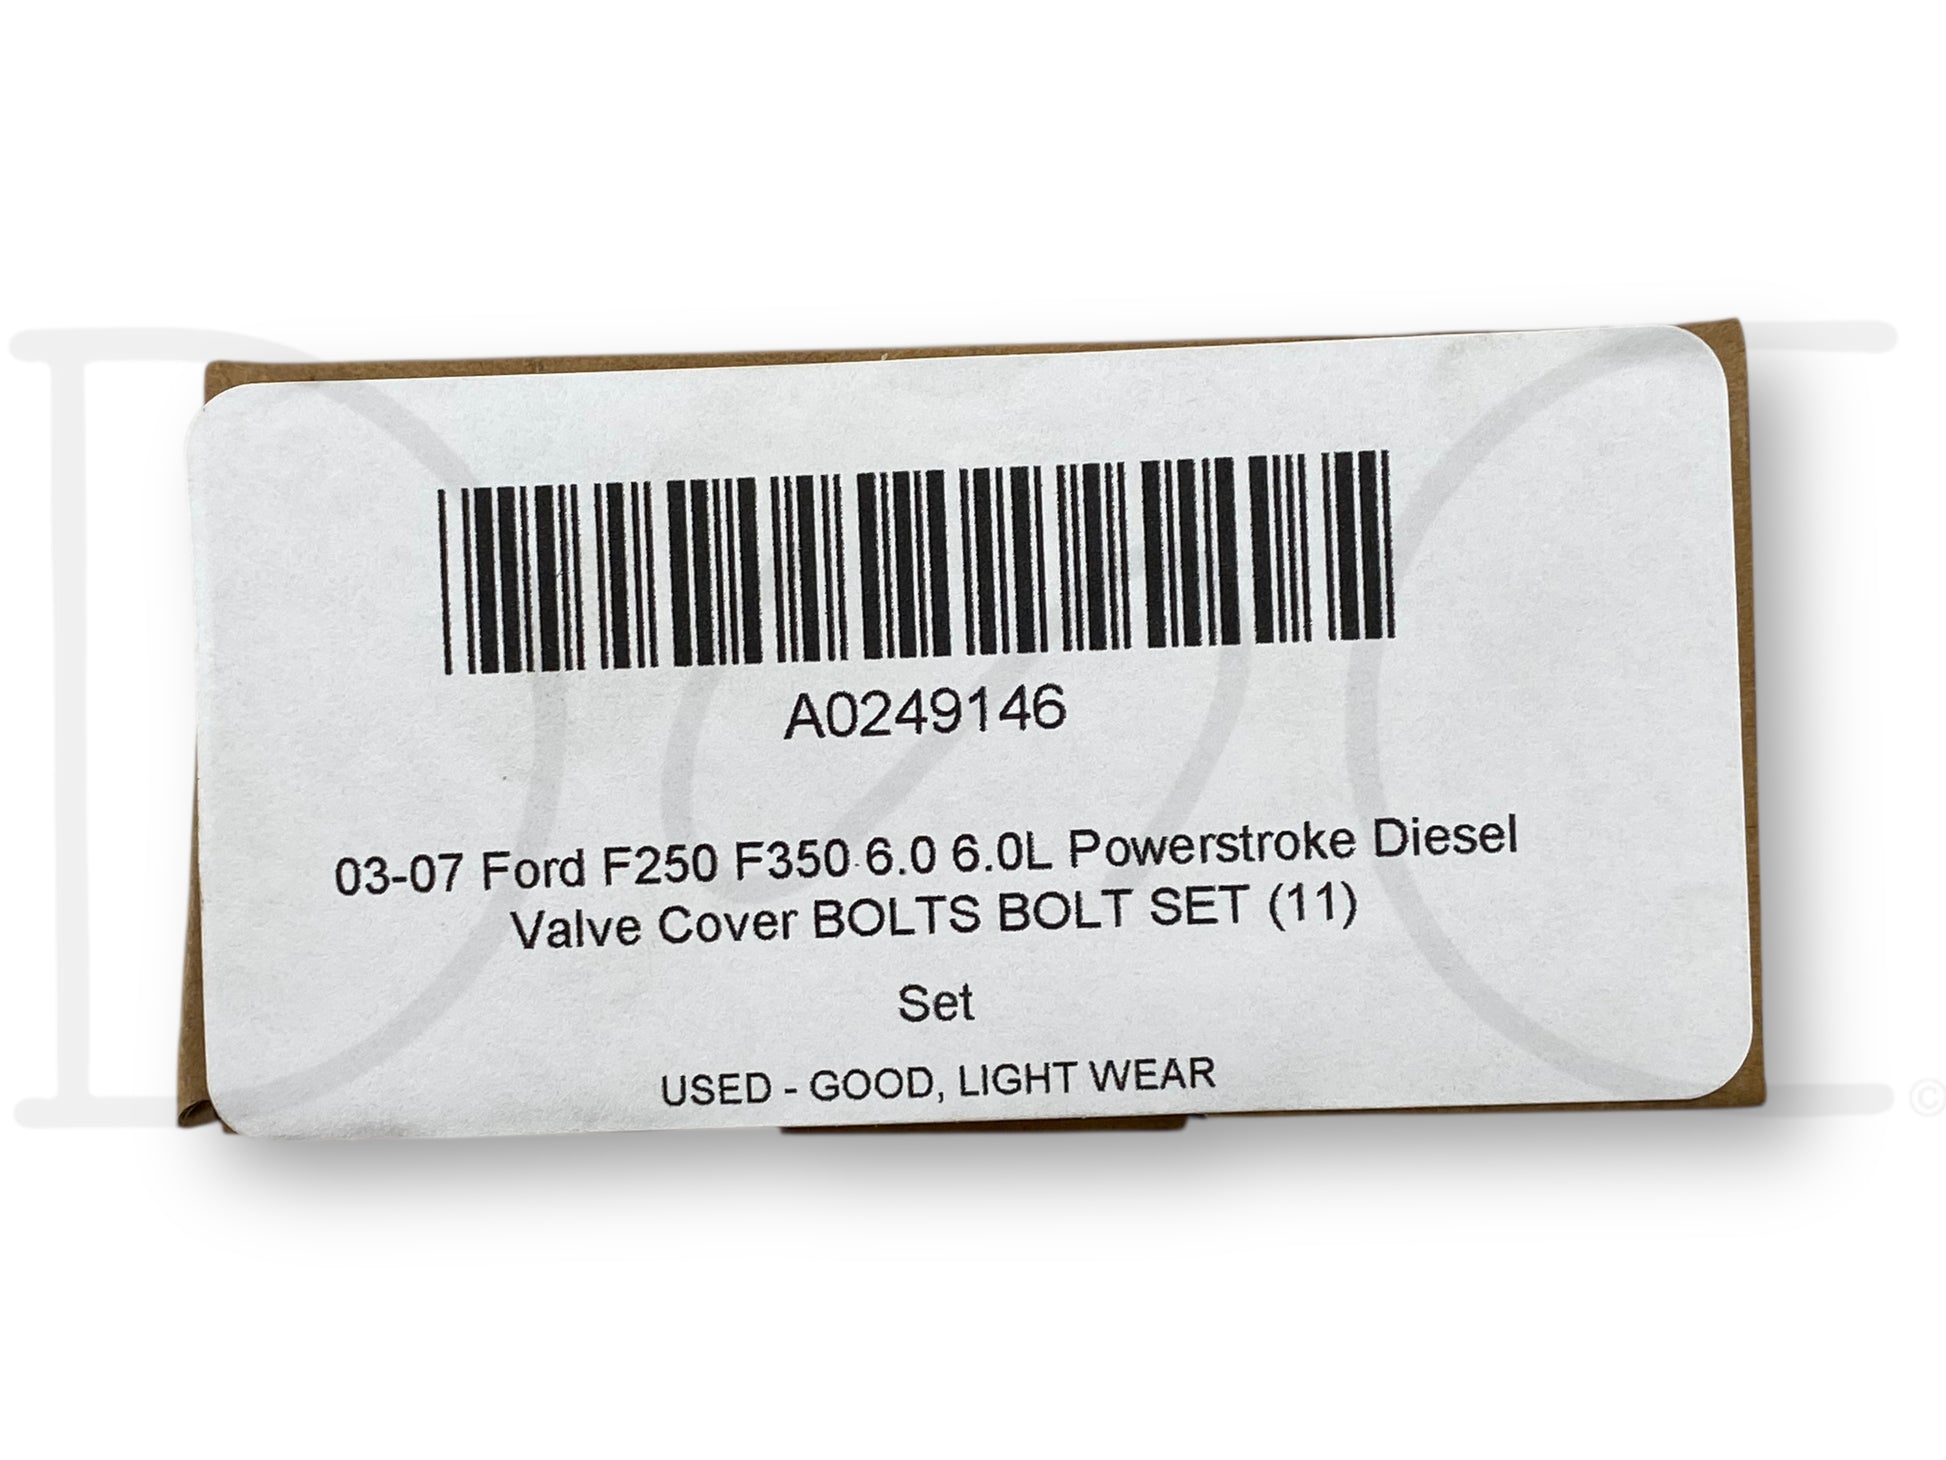 A0249146
03-07 Ford F250 F350 6.0 6.0L Powerstroke Diesel
Valve Cover BOLTS BOLT SET (11)
Set
USED - GOOD, LIGHT WEAR
©